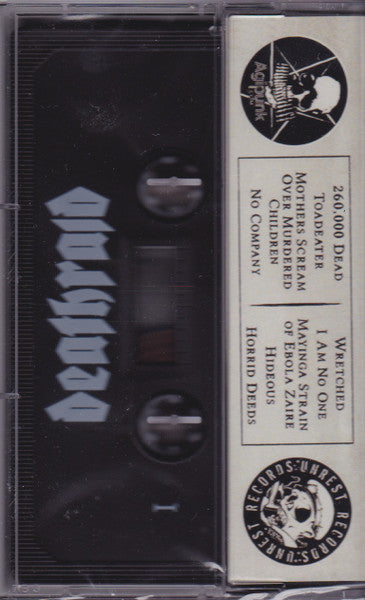 Deathraid
I
Agipunk
260.000 Dead
Toadeater
Mothers Scream
Over Murdered
Children
No Company
Wretched
I Am No One
Mayinga Strain
of Ebola Zaire
Hideous
Horrid Deeds
RECORDS::UNREST RECORDS::UNREST